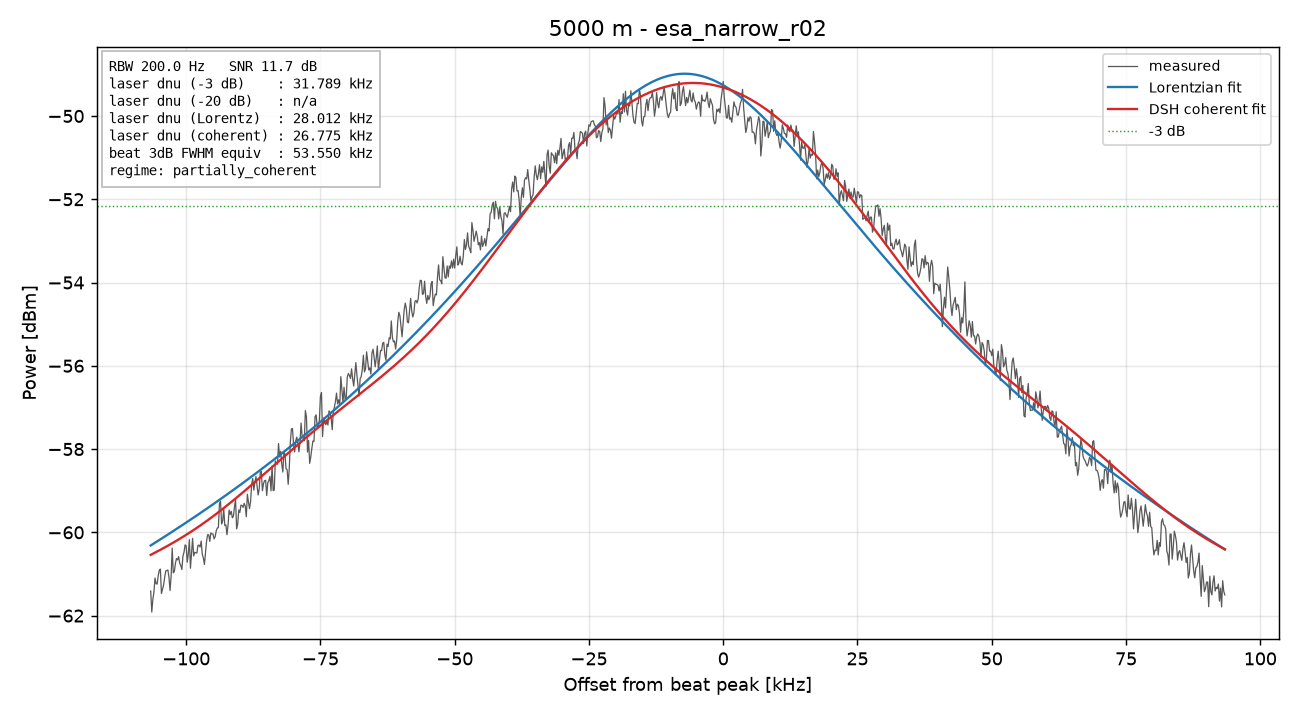 5000 m - esa_narrow_r02
RBW 200.0 Hz   SNR 11.7 dB
laser dnu (-3 dB)    : 31.789 kHz
laser dnu (-20 dB)   : n/a
laser dnu (Lorentz)  : 28.012 kHz
laser dnu (coherent) : 26.775 kHz
beat 3dB FWHM equiv  : 53.550 kHz
regime: partially_coherent
measured
Lorentzian fit
DSH coherent fit
-3 dB
Power [dBm]
−50
−52
−54
−56
−58
−60
−62
−100 −75 −50 −25 0 25 50 75 100
Offset from beat peak [kHz]